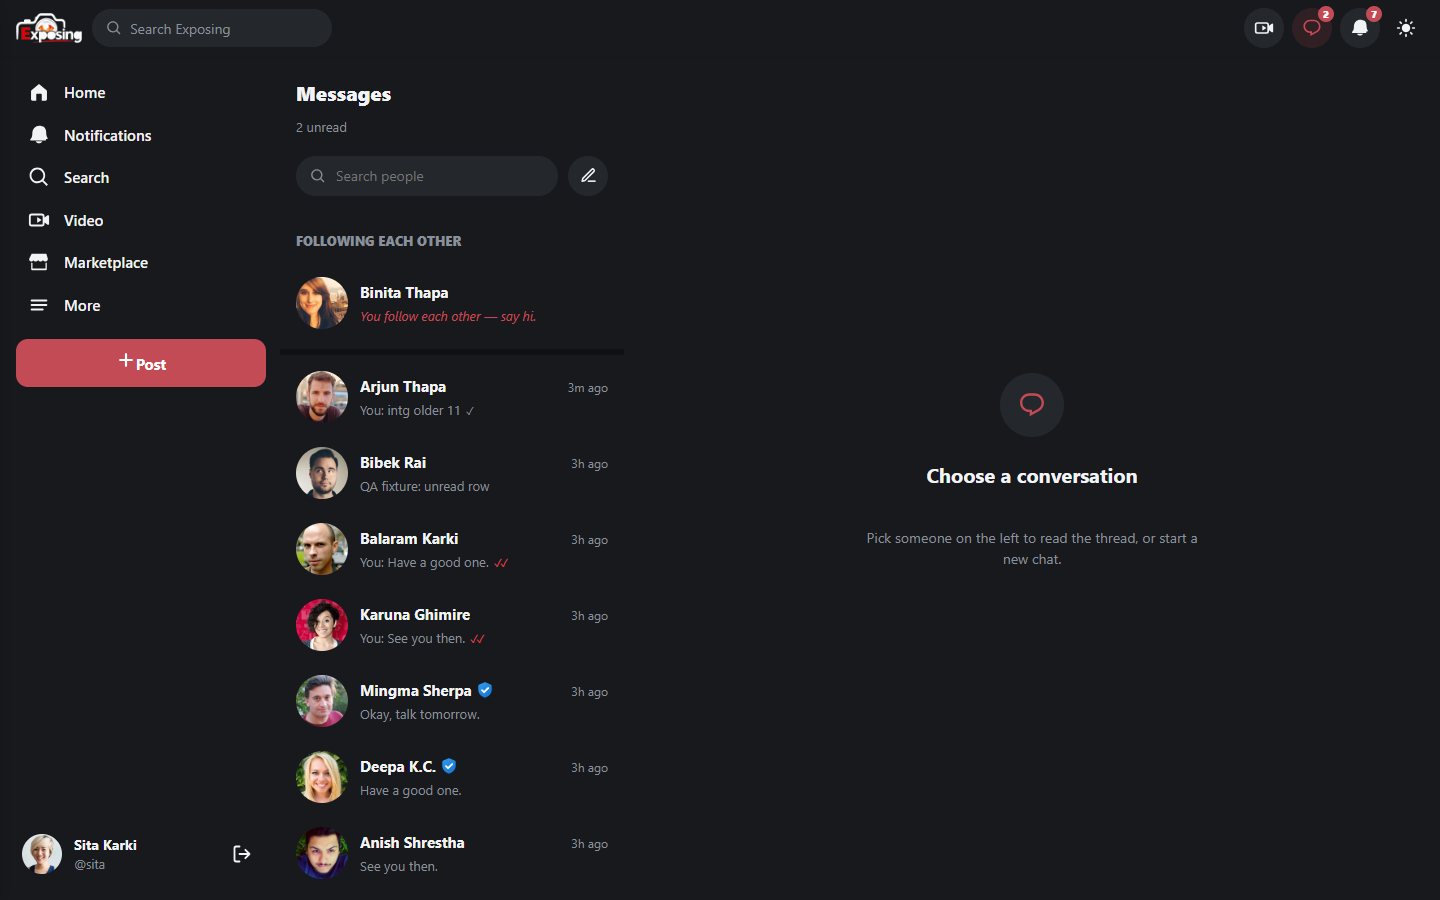 Exposing
Search Exposing
2
7
Home
Notifications
Search
Video
Marketplace
More
+ Post
Sita Karki
@sita
Messages
2 unread
Search people
FOLLOWING EACH OTHER
Binita Thapa
You follow each other — say hi.
Arjun Thapa 3m ago
You: intg older 11 ✓
Bibek Rai 3h ago
QA fixture: unread row
Balaram Karki 3h ago
You: Have a good one. ✓✓
Karuna Ghimire 3h ago
You: See you then. ✓✓
Mingma Sherpa 3h ago
Okay, talk tomorrow.
Deepa K.C. 3h ago
Have a good one.
Anish Shrestha 3h ago
See you then.
Choose a conversation
Pick someone on the left to read the thread, or start a
new chat.